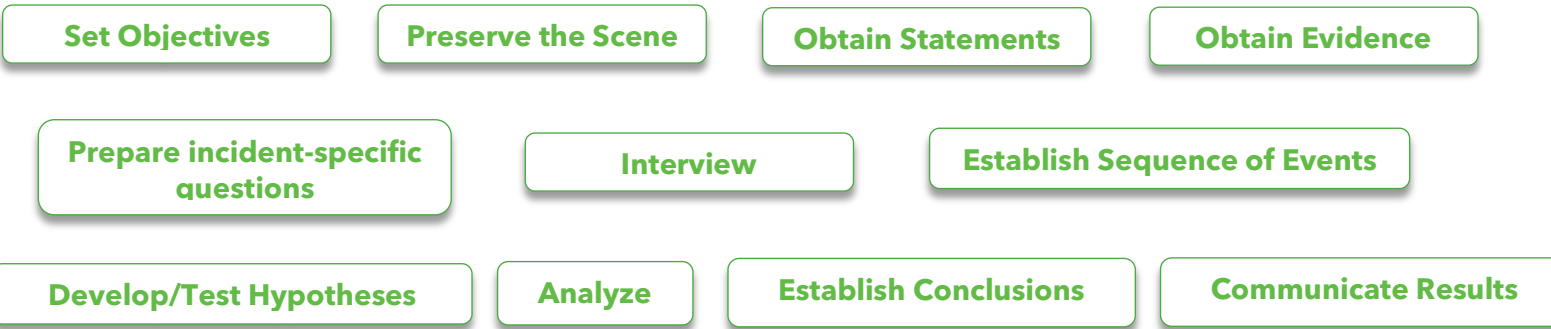 Set Objectives
Preserve the Scene
Obtain Statements
Obtain Evidence
Prepare incident-specific
questions
Interview
Establish Sequence of Events
Develop/Test Hypotheses
Analyze
Establish Conclusions
Communicate Results